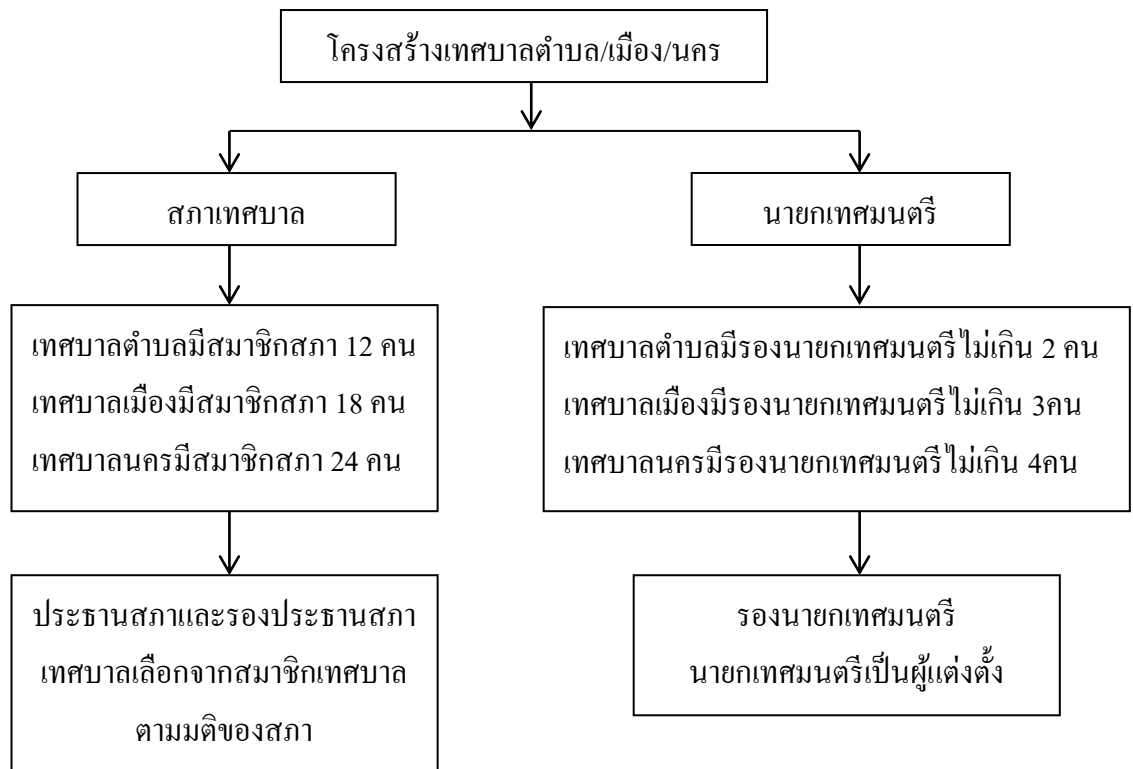 โครงสร้างเทศบาลตำบล/เมือง/นคร
สภาเทศบาล
นายกเทศมนตรี
เทศบาลตำบลมีสมาชิกสภา 12 คน
เทศบาลเมืองมีสมาชิกสภา 18 คน
เทศบาลนครมีสมาชิกสภา 24 คน
เทศบาลตำบลมีรองนายกเทศมนตรีไม่เกิน 2 คน
เทศบาลเมืองมีรองนายกเทศมนตรีไม่เกิน 3คน
เทศบาลนครมีรองนายกเทศมนตรีไม่เกิน 4คน
ประธานสภาและรองประธานสภา
เทศบาลเลือกจากสมาชิกเทศบาล
ตามมติของสภา
รองนายกเทศมนตรี
นายกเทศมนตรีเป็นผู้แต่งตั้ง